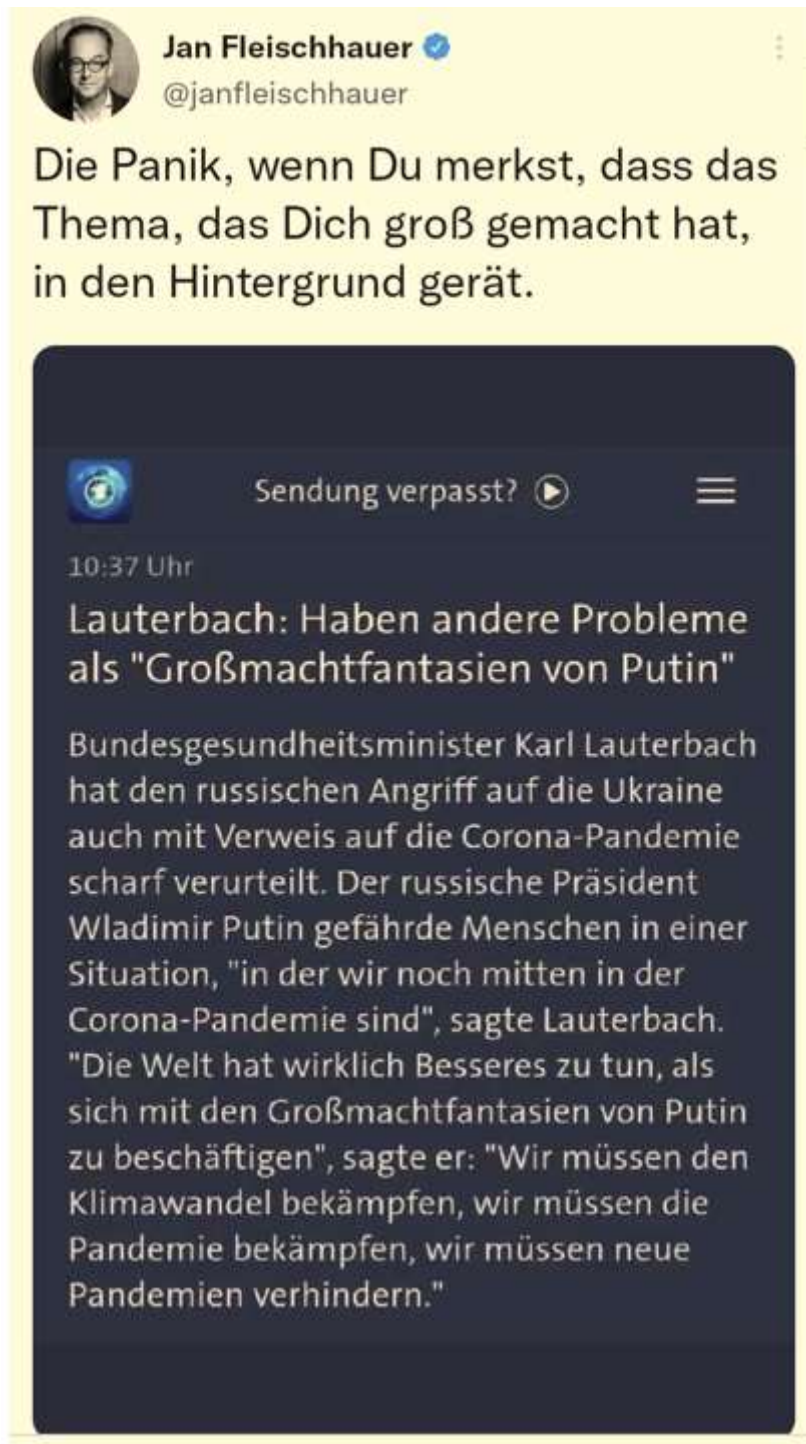 Jan Fleischhauer
@janfleischhauer
Die Panik, wenn Du merkst, dass das
Thema, das Dich groß gemacht hat,
in den Hintergrund gerät.
Sendung verpasst?
10:37 Uhr
Lauterbach: Haben andere Probleme
als "Großmachtfantasien von Putin"
Bundesgesundheitsminister Karl Lauterbach
hat den russischen Angriff auf die Ukraine
auch mit Verweis auf die Corona-Pandemie
scharf verurteilt. Der russische Präsident
Wladimir Putin gefährde Menschen in einer
Situation, "in der wir noch mitten in der
Corona-Pandemie sind", sagte Lauterbach.
"Die Welt hat wirklich Besseres zu tun, als
sich mit den Großmachtfantasien von Putin
zu beschäftigen", sagte er: "Wir müssen den
Klimawandel bekämpfen, wir müssen die
Pandemie bekämpfen, wir müssen neue
Pandemien verhindern."